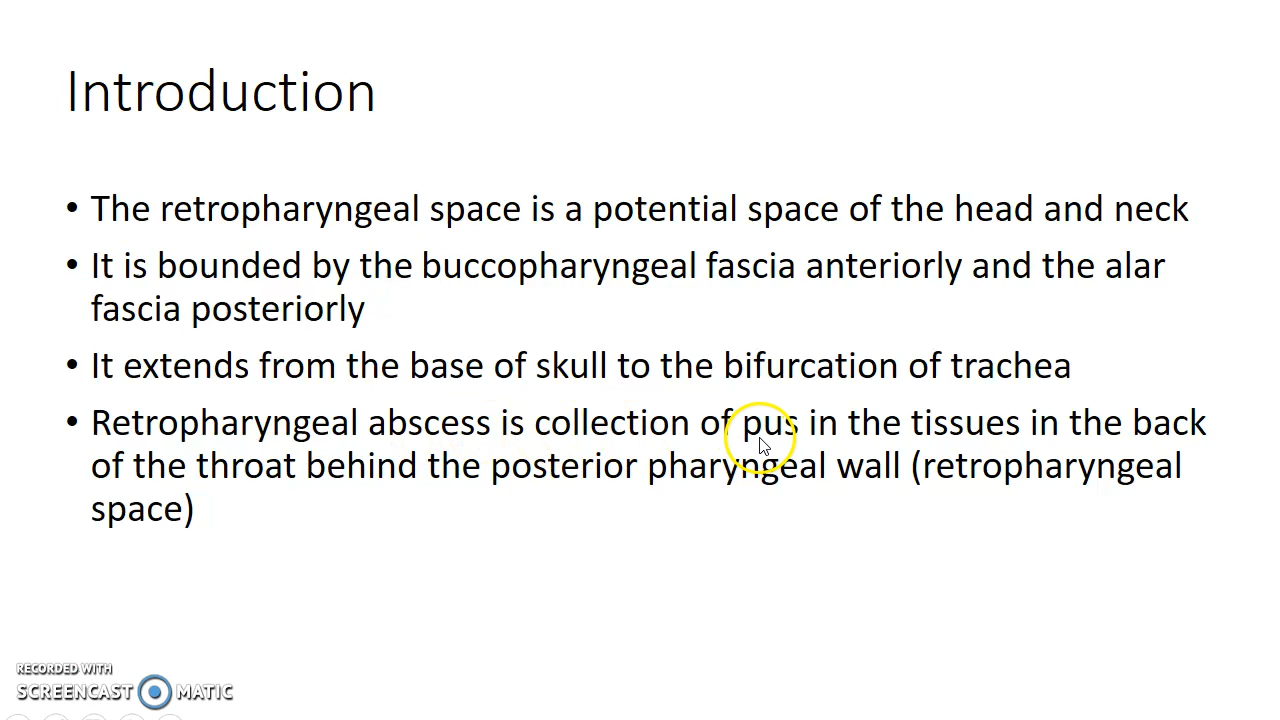 Introduction
• The retropharyngeal space is a potential space of the head and neck
• It is bounded by the buccopharyngeal fascia anteriorly and the alar
fascia posteriorly
• It extends from the base of skull to the bifurcation of trachea
• Retropharyngeal abscess is collection of pus in the tissues in the back
of the throat behind the posterior pharyngeal wall (retropharyngeal
space)
RECORDED WITH
SCREENCAST MATIC